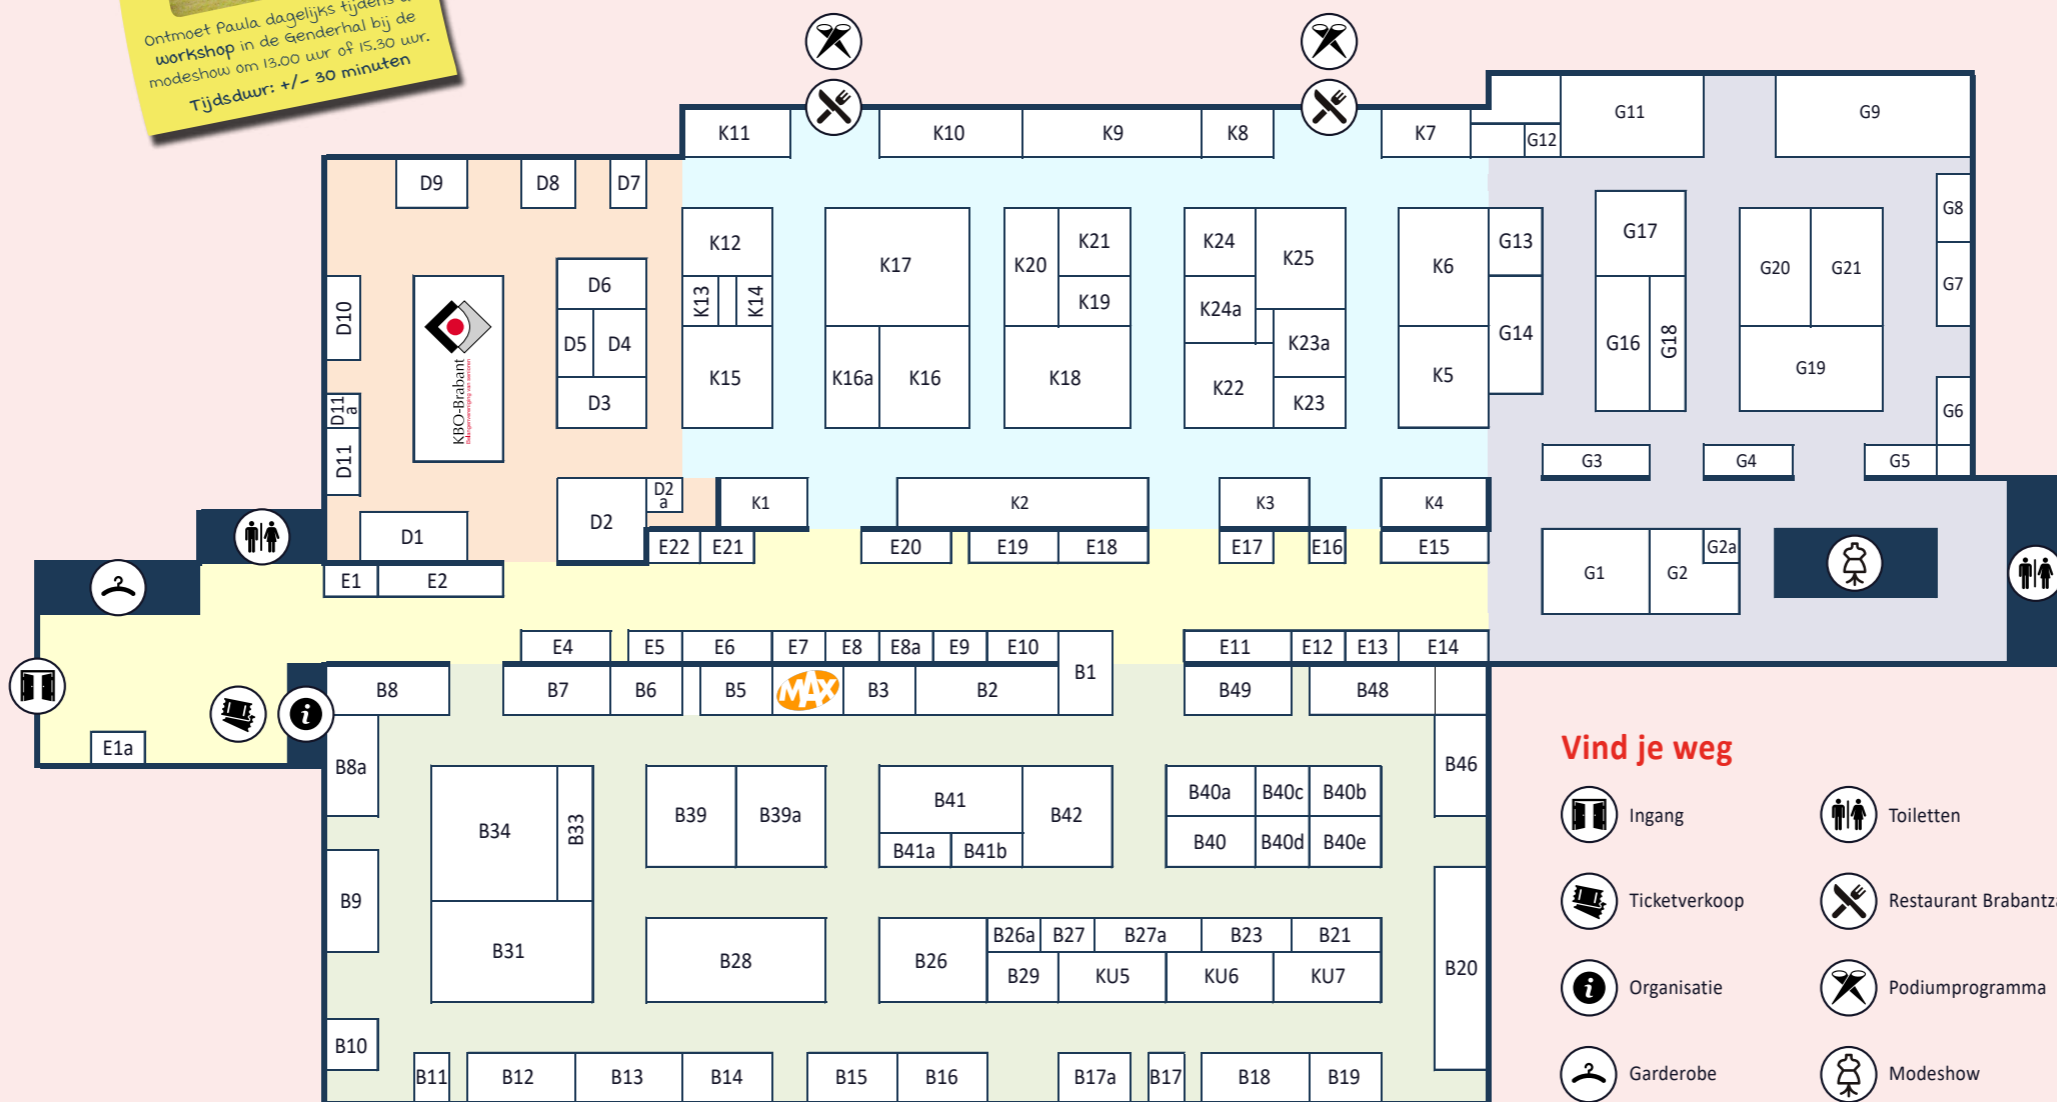 Ontmoet Paula dagelijks tijdens
workshop in de Genderhal bij de
modeshow om 13.00 uur of 15.30 uur.
Tijdsduur: +/- 30 minuten
K11 K10 K9 K8 K7 G12 G11 G9
D9 D8 D7
G8
K12 K17 K20 K21 K24 K25 K6 G13 G17 G20 G21
D10 D6 K13 K14 K19 K24a G7
D5 D4 K23a G14 G16 G18
KBO-Brabant
Belangenvereniging van senioren
K15 K16a K16 K18 K22 K5 G19
D11a D3 K23 G6
D11 G3 G4 G5
D2 D2a K1 K2 K3 K4
D1 E22 E21 E20 E19 E18 E17 E16 E15 G1 G2 G2a
E1 E2
E4 E5 E6 E7 E8 E8a E9 E10 B1 E11 E12 E13 E14
B8 B7 B6 B5 MAX B3 B2 B49 B48
E1a
B8a B46
B34 B33 B39 B39a B41 B42 B40a B40c B40b
B41a B41b B40 B40d B40e
B9
B31 B28 B26 B26a B27 B27a B23 B21 B20
B29 KU5 KU6 KU7
B10
B11 B12 B13 B14 B15 B16 B17a B17 B18 B19
Vind je weg
Ingang
Toiletten
Ticketverkoop
Restaurant
i Organisatie
Podiumprogramma
Garderobe
Modeshow